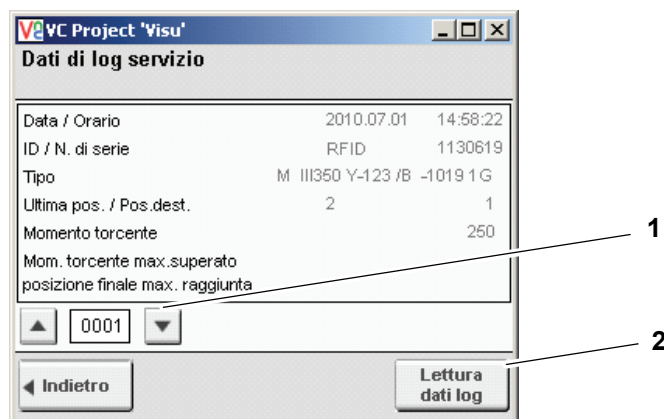 VC Project 'Visu'
Dati di log servizio
Data / Orario 2010.07.01 14:58:22
ID / N. di serie RFID 1130619
Tipo M III350 Y-123 /B -1019 1 G
Ultima pos. / Pos.dest. 2 1
Momento torcente 250
Mom. torcente max.superato
posizione finale max. raggiunta
0001
Indietro
Lettura
dati log
1
2